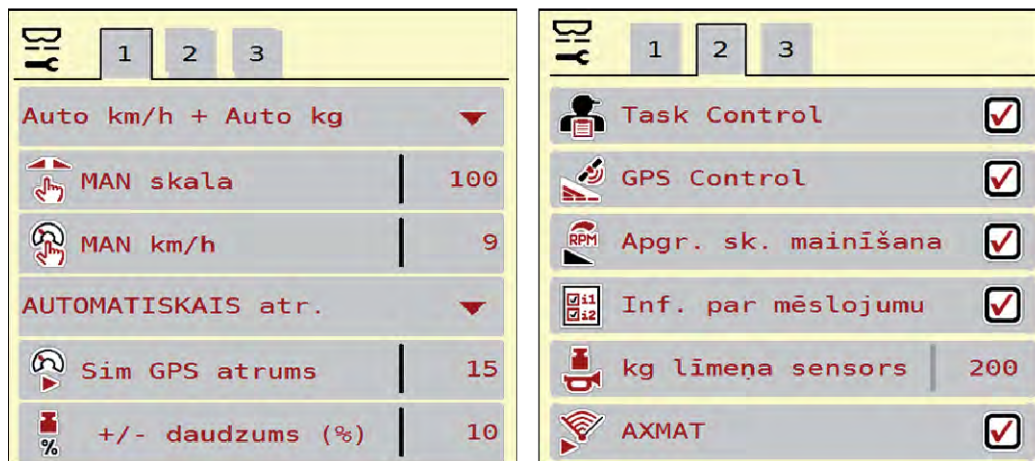 1 2 3
Auto km/h + Auto kg
MAN skala 100
MAN km/h 9
AUTOMATISKAIS atr.
Sim GPS atrums 15
% +/- daudzums (%) 10
1 2 3
Task Control
GPS Control
RPM Apgr. sk. mainīšana
i1
i2
Inf. par mēslojumu
kg līmeņa sensors 200
AXMAT